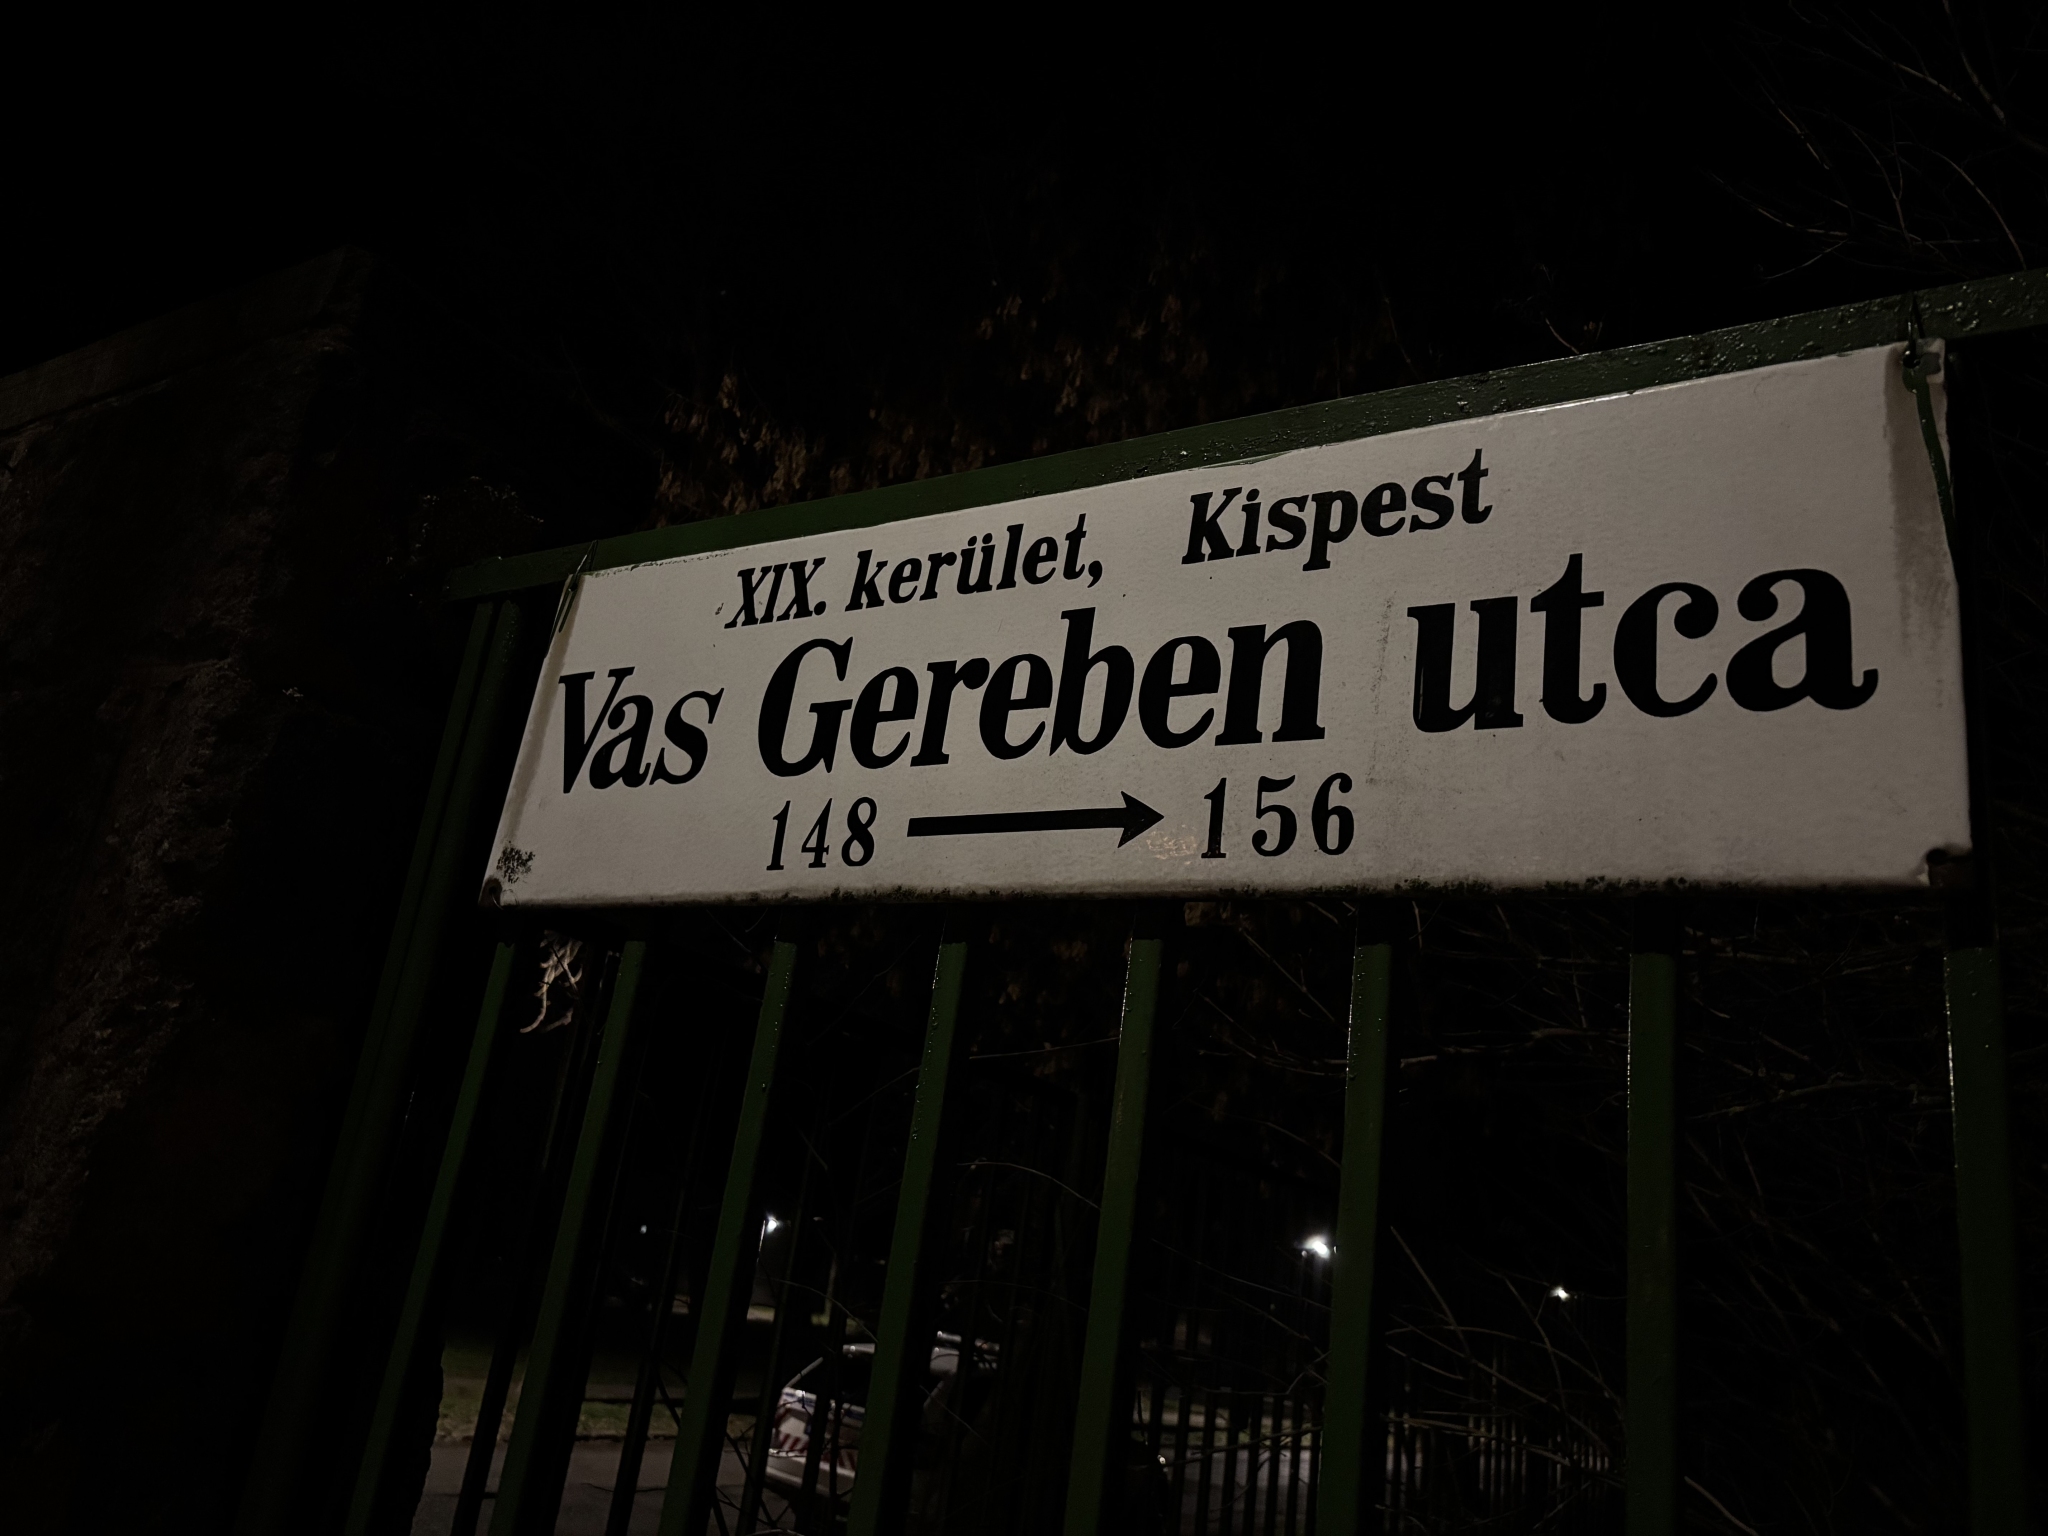 XIX. kerület, Kispest
Vas Gereben utca
148 → 156